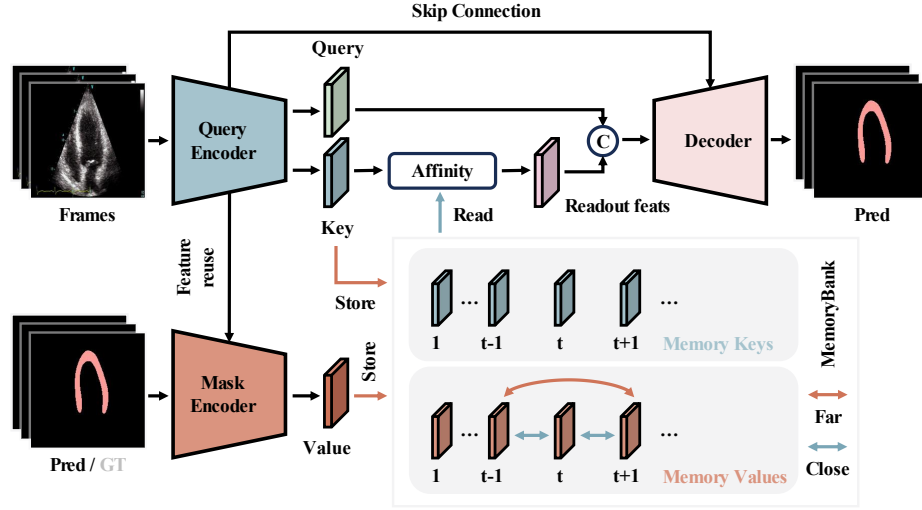 Skip Connection
Query
Query
Encoder
Decoder
C
Affinity
Frames
Readout feats
Pred
Key
Read
Feature
reuse
Store
1 ... t-1 t t+1 ...
Memory Keys
MemoryBank
Mask
Encoder
Store
Value
Pred / GT
1 ... t-1 t t+1 ...
Memory Values
Far
Close